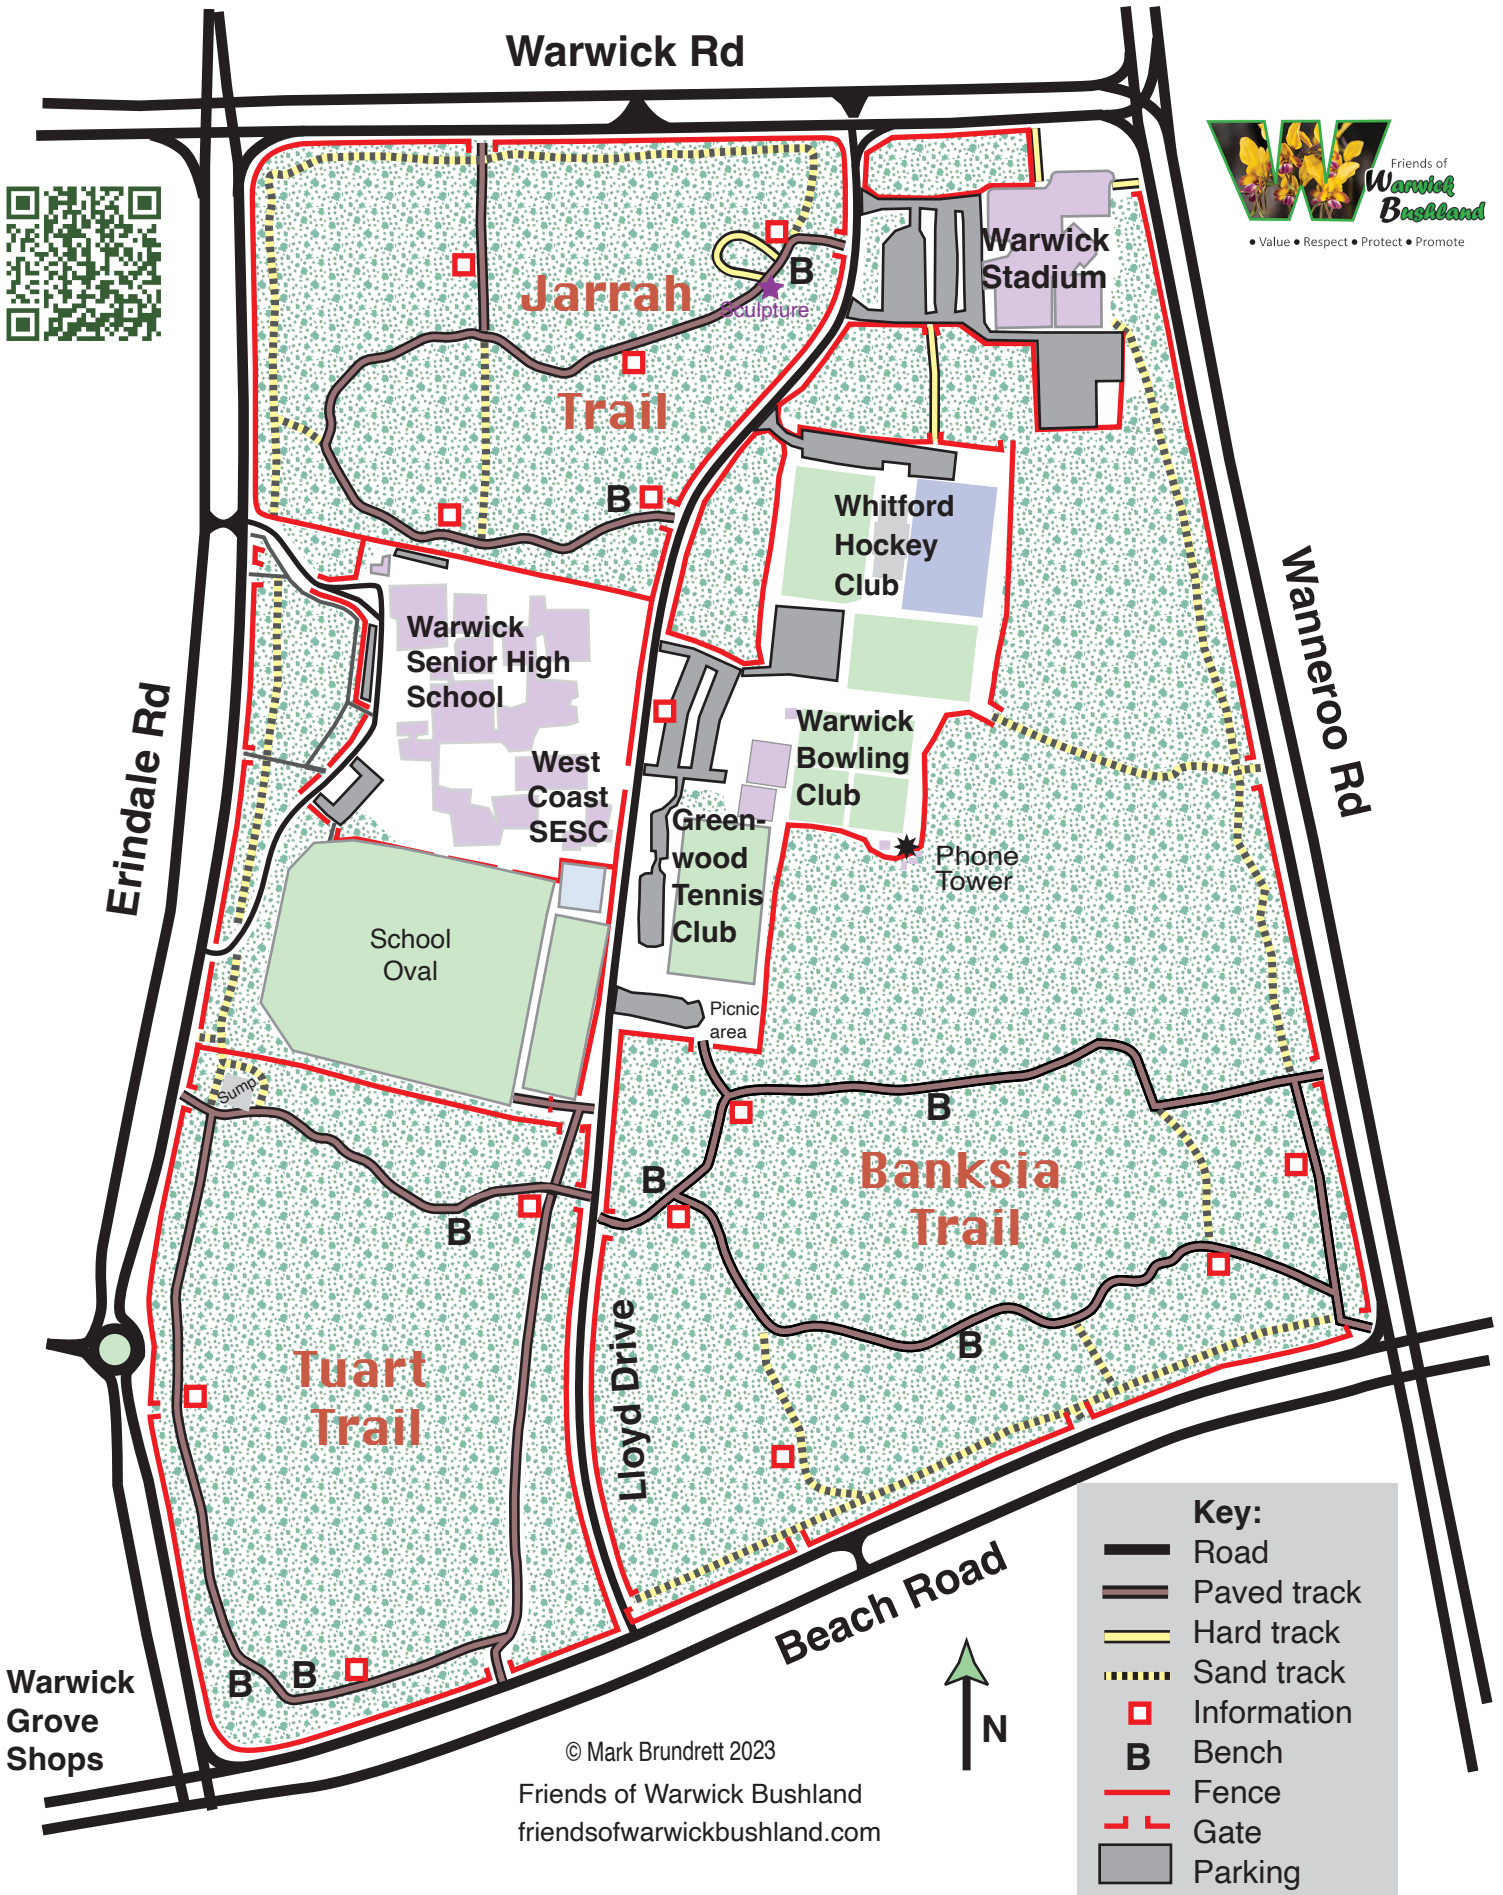 Warwick Rd
Friends of
Warwick
Bushland
• Value • Respect • Protect • Promote
Warwick
Stadium
B
Jarrah
Trail
Sculpture
B
Whitford
Hockey
Club
Wanneroo Rd
Warwick
Senior High
School
Erindale Rd
West
Coast
SESC
Warwick
Bowling
Club
Green-
wood
Tennis
Club
Phone
Tower
School
Oval
Picnic
area
Sump
B
B
B
Banksia
Trail
B
Tuart
Trail
Lloyd Drive
Beach Road
B
B
Warwick
Grove
Shops
N
© Mark Brundrett 2023
Friends of Warwick Bushland
friendsofwarwickbushland.com
Key:
Road
Paved track
Hard track
Sand track
Information
B Bench
Fence
Gate
Parking